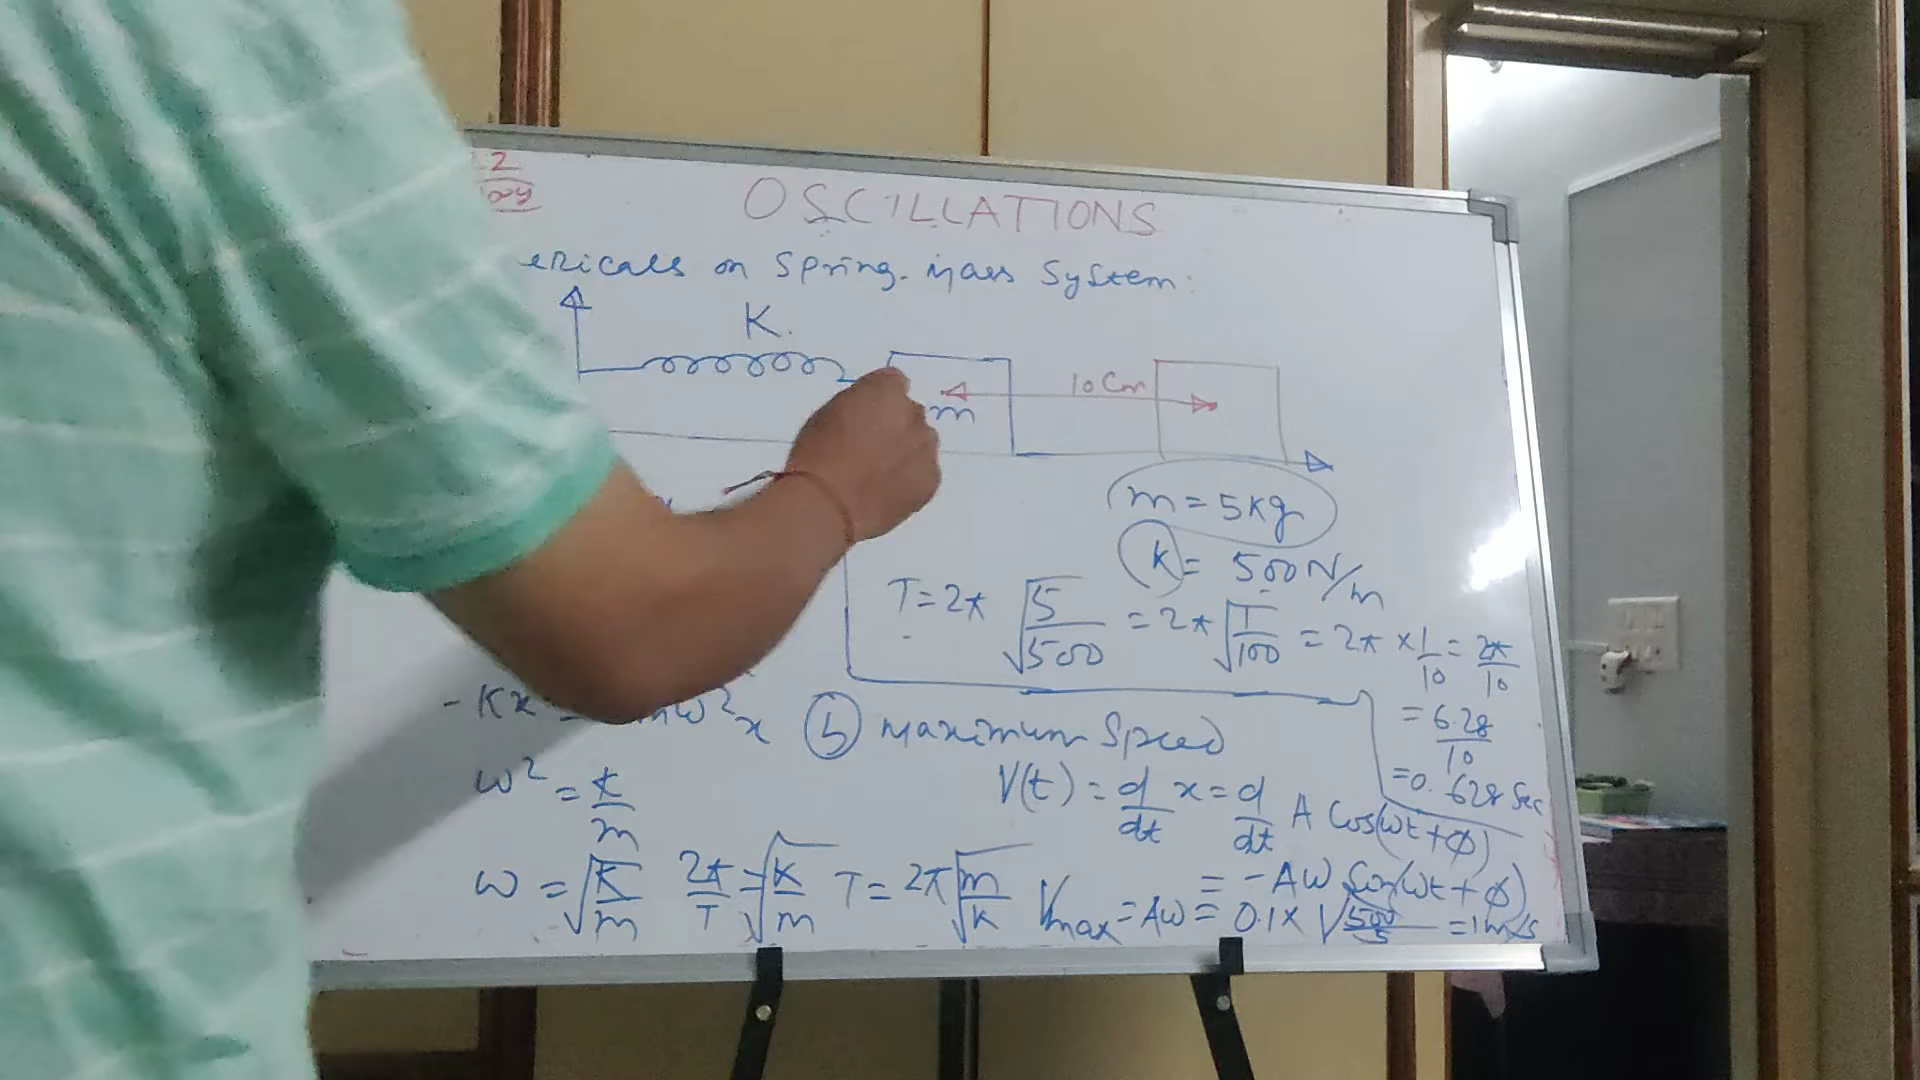 OSCILLATIONS
ericals on Spring-mass System:
K.
10 Cm
m
m = 5Kg
k = 500 N/m
T = 2π √5/500 = 2π √1/100 = 2π × 1/10 = 2π/10
= 6.28/10
= 0.628 Sec
- Kx = mω²x
ω² = k/m
ω = √K/m 2π/T = √K/m T = 2π √m/k
(b) Maximum Speed
V(t) = d/dt x = d/dt A Cos(ωt + φ)
= -Aω Sin(ωt + φ)
Vmax = Aω = 0.1 × √500/5 = 1 m/s